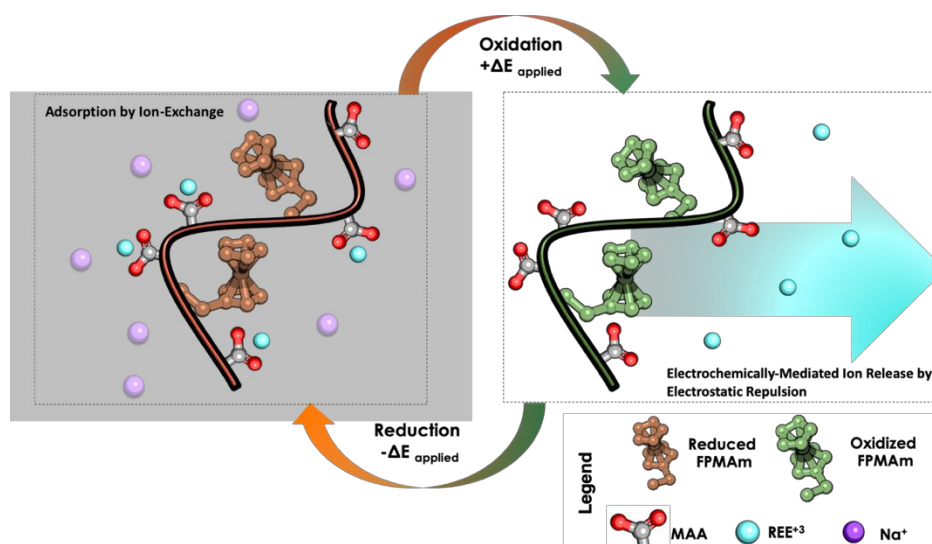 Oxidation
+ΔE applied
Adsorption by Ion-Exchange
Electrochemically-Mediated Ion Release by
Electrostatic Repulsion
Reduction
-ΔE applied
Legend
Reduced
FPMAm
Oxidized
FPMAm
MAA
REE+3
Na+